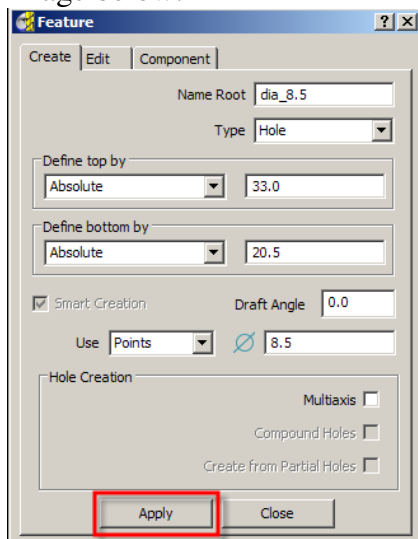 Feature
Create Edit Component
Name Root dia_8.5
Type Hole
Define top by
Absolute 33.0
Define bottom by
Absolute 20.5
Smart Creation Draft Angle 0.0
Use Points 8.5
Hole Creation
Multiaxis
Compound Holes
Create from Partial Holes
Apply Close